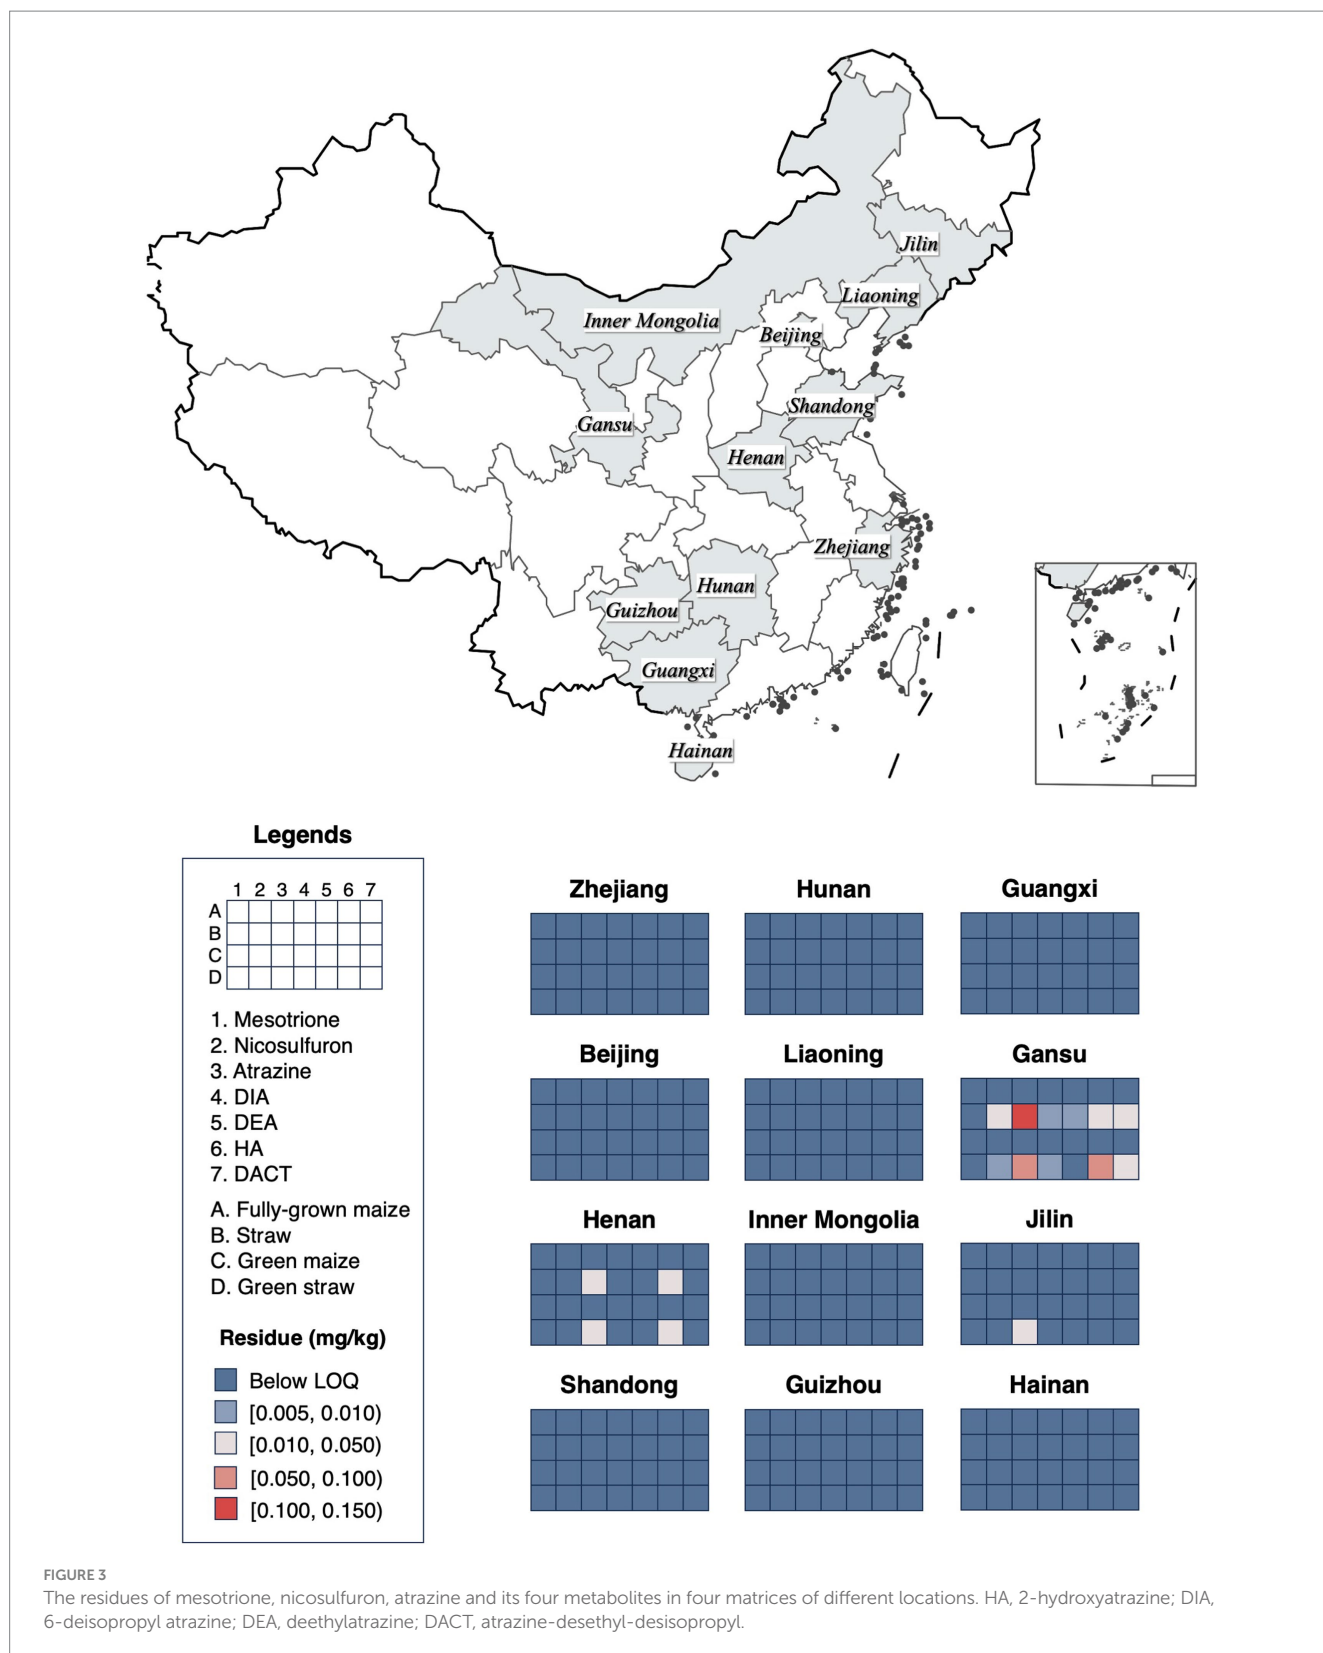 Jilin
Liaoning
Inner Mongolia
Beijing
Shandong
Gansu
Henan
Zhejiang
Hunan
Guizhou
Guangxi
Hainan
Legends
1 2 3 4 5 6 7
A
B
C
D
1. Mesotrione
2. Nicosulfuron
3. Atrazine
4. DIA
5. DEA
6. HA
7. DACT
A. Fully-grown maize
B. Straw
C. Green maize
D. Green straw
Residue (mg/kg)
Below LOQ
[0.005, 0.010)
[0.010, 0.050)
[0.050, 0.100)
[0.100, 0.150)
Zhejiang Hunan Guangxi
Beijing Liaoning Gansu
Henan Inner Mongolia Jilin
Shandong Guizhou Hainan
FIGURE 3
The residues of mesotrione, nicosulfuron, atrazine and its four metabolites in four matrices of different locations. HA, 2-hydroxyatrazine; DIA,
6-deisopropyl atrazine; DEA, deethylatrazine; DACT, atrazine-desethyl-desisopropyl.